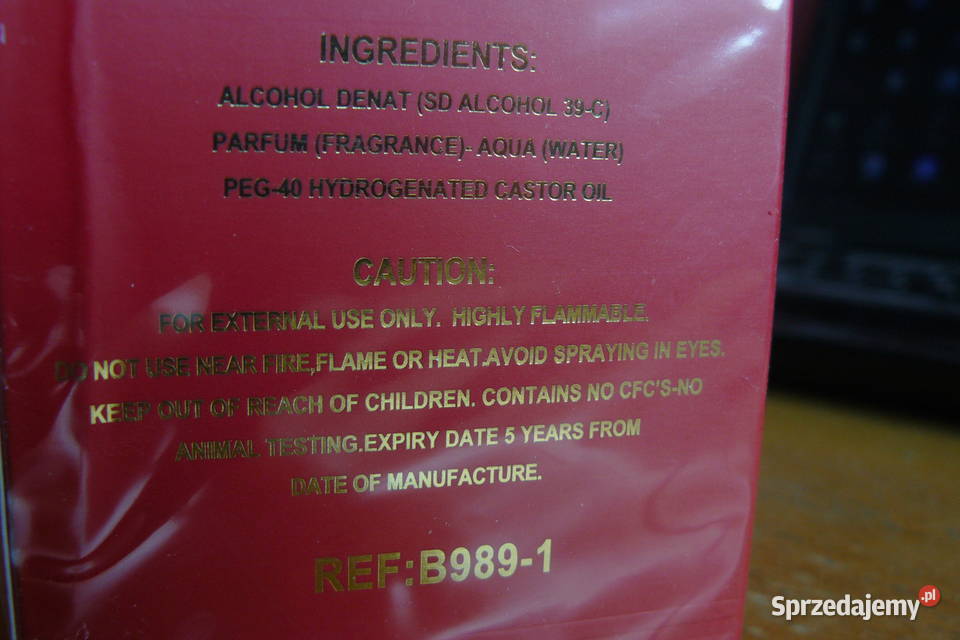 INGREDIENTS:
ALCOHOL DENAT (SD ALCOHOL 39-C)
PARFUM (FRAGRANCE)- AQUA (WATER)
PEG-40 HYDROGENATED CASTOR OIL
CAUTION:
FOR EXTERNAL USE ONLY. HIGHLY FLAMMABLE.
DO NOT USE NEAR FIRE,FLAME OR HEAT.AVOID SPRAYING IN EYES.
KEEP OUT OF REACH OF CHILDREN. CONTAINS NO CFC'S-NO
ANIMAL TESTING.EXPIRY DATE 5 YEARS FROM
DATE OF MANUFACTURE.
REF:B989-1
Sprzedajemy.pl